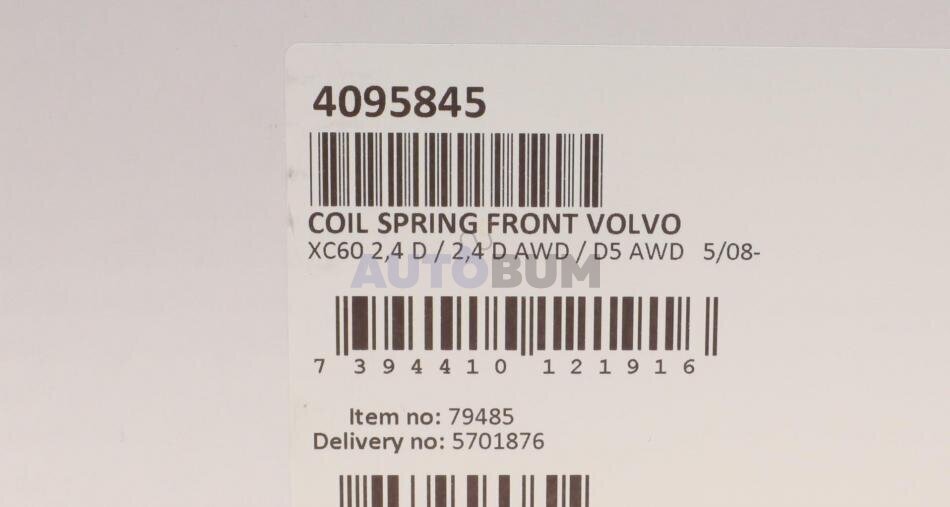 4095845
COIL SPRING FRONT VOLVO
XC60 2,4 D / 2,4 D AWD / D5 AWD 5/08-
AUTOBUM
7 394410 121916
Item no: 79485
Delivery no: 5701876